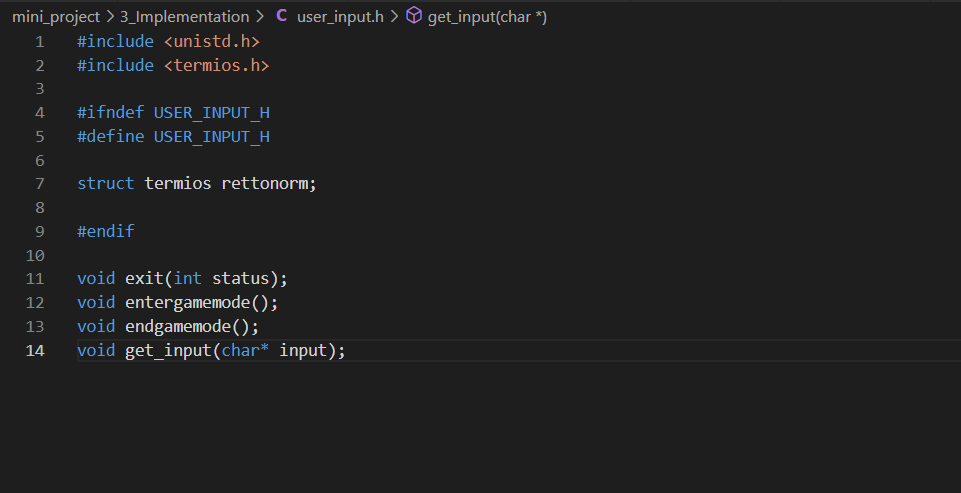 mini_project > 3_Implementation > C user_input.h > get_input(char *)
1 #include <unistd.h>
2 #include <termios.h>
3
4 #ifndef USER_INPUT_H
5 #define USER_INPUT_H
6
7 struct termios rettonorm;
8
9 #endif
10
11 void exit(int status);
12 void entergamemode();
13 void endgamemode();
14 void get_input(char* input);